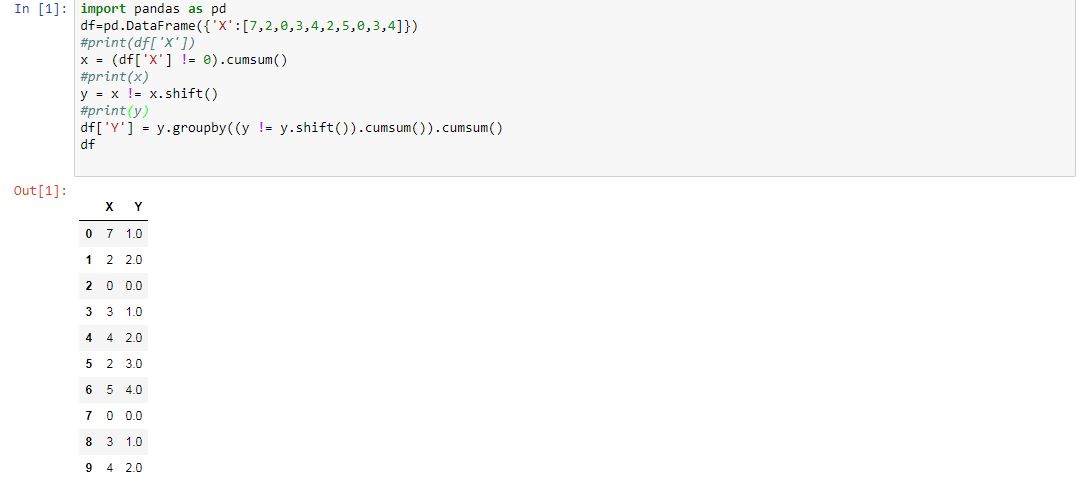 In [1]: import pandas as pd
df=pd.DataFrame({'X':[7,2,0,3,4,2,5,0,3,4]})
#print(df['X'])
x = (df['X'] != 0).cumsum()
#print(x)
y = x != x.shift()
#print(y)
df['Y'] = y.groupby((y != y.shift()).cumsum()).cumsum()
df
Out[1]:
X Y
0 7 1.0
1 2 2.0
2 0 0.0
3 3 1.0
4 4 2.0
5 2 3.0
6 5 4.0
7 0 0.0
8 3 1.0
9 4 2.0